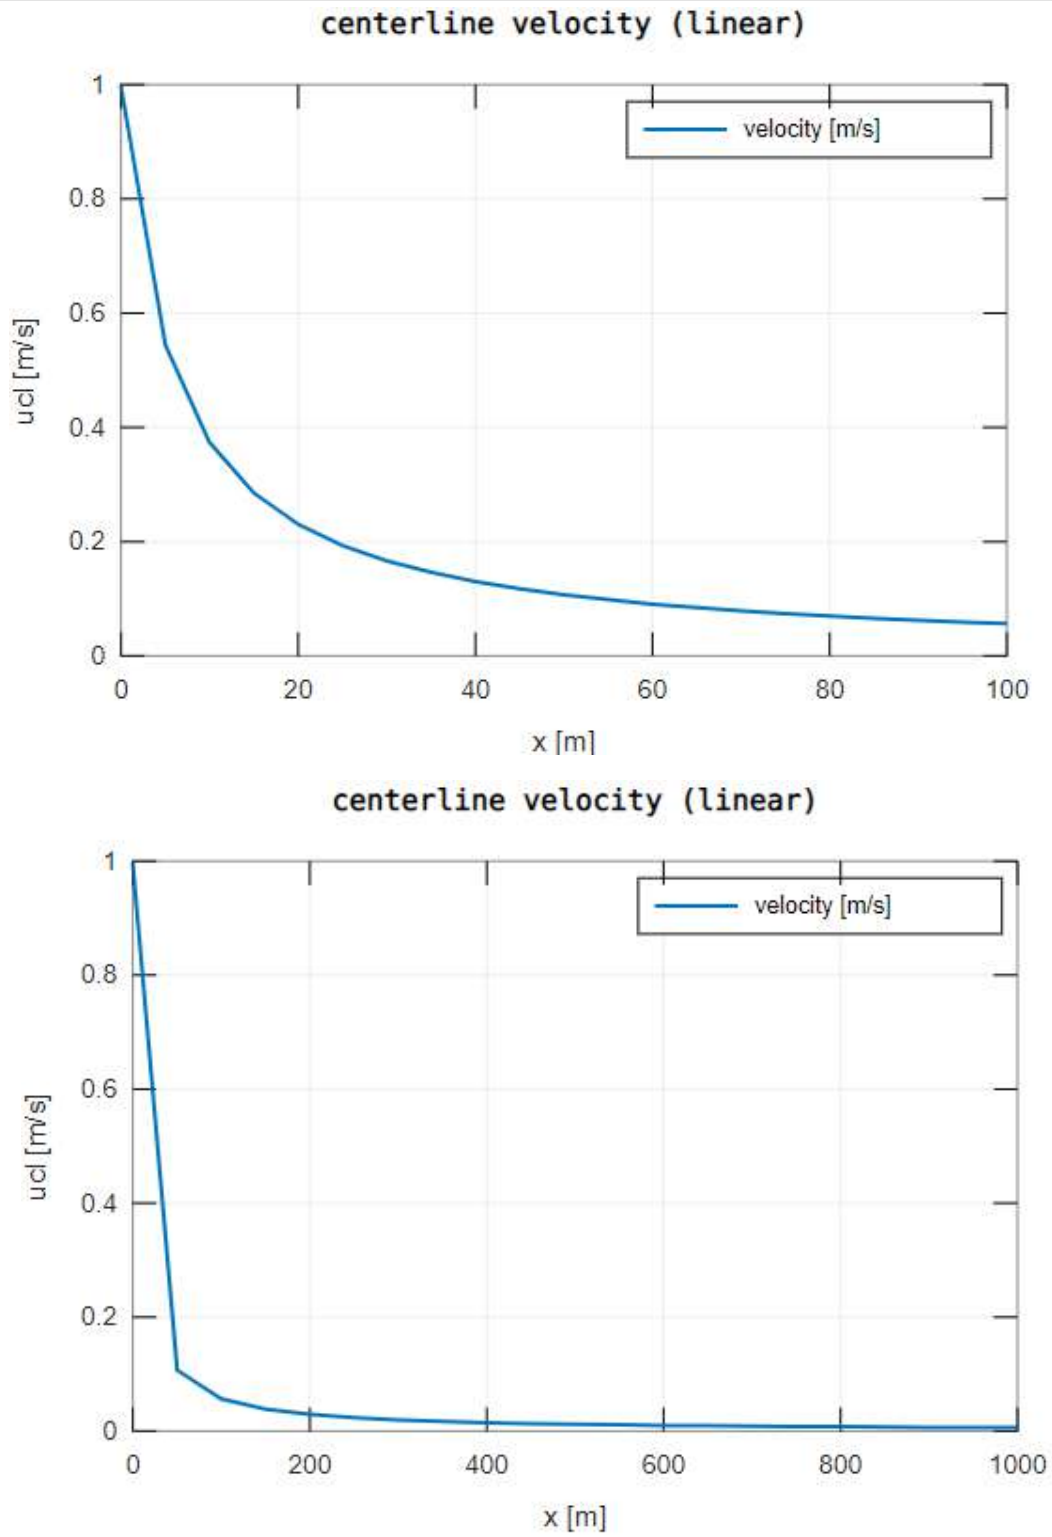 centerline velocity (linear)
1
velocity [m/s]
0.8
0.6
ucl [m/s]
0.4
0.2
0
0 20 40 60 80 100
x [m]
centerline velocity (linear)
1
velocity [m/s]
0.8
0.6
ucl [m/s]
0.4
0.2
0
0 200 400 600 800 1000
x [m]